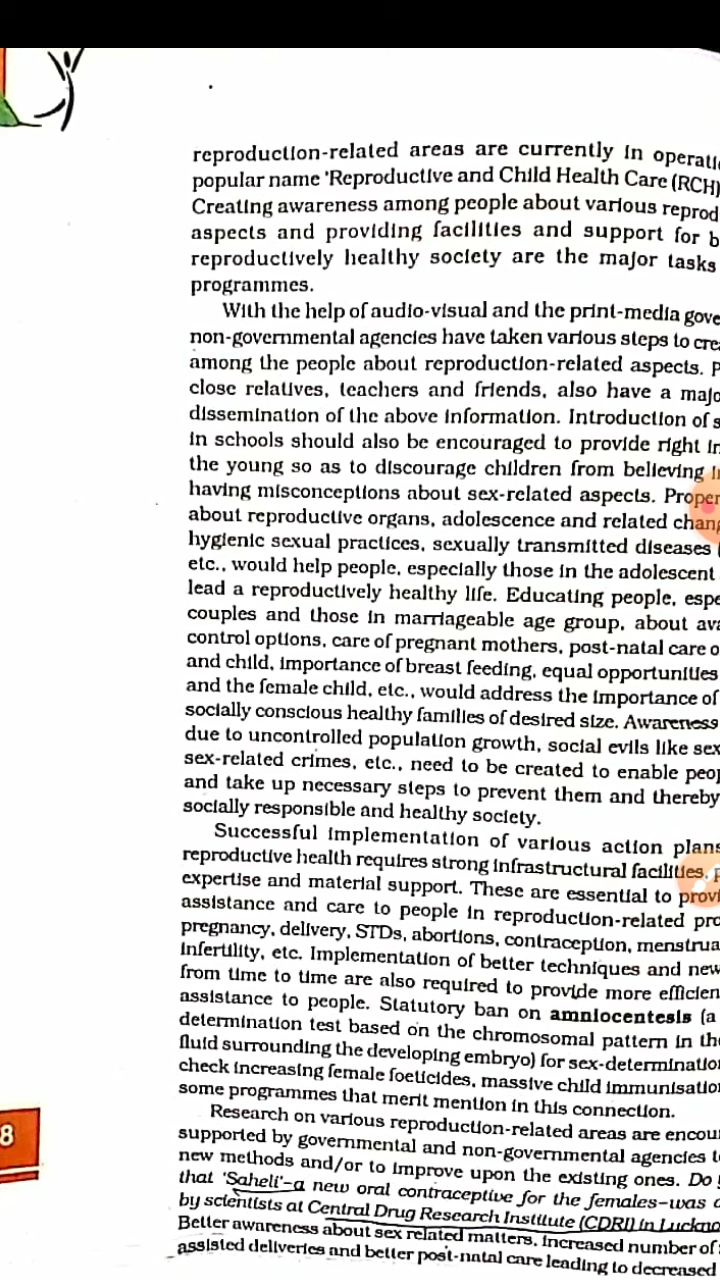 reproduction-related areas are currently in operati
popular name 'Reproductive and Child Health Care (RCH)
Creating awareness among people about various reprod
aspects and providing facilities and support for b
reproductively healthy society are the major tasks
programmes.
With the help of audio-visual and the print-media gove
non-governmental agencies have taken various steps to crea
among the people about reproduction-related aspects. P
close relatives, teachers and friends, also have a majo
dissemination of the above information. Introduction of s
in schools should also be encouraged to provide right in
the young so as to discourage children from believing i
having misconceptions about sex-related aspects. Proper
about reproductive organs, adolescence and related chang
hygienic sexual practices, sexually transmitted diseases (
etc., would help people, especially those in the adolescent
lead a reproductively healthy life. Educating people, espe
couples and those in marriageable age group, about ava
control options, care of pregnant mothers, post-natal care o
and child, importance of breast feeding, equal opportunities
and the female child, etc., would address the importance of
socially conscious healthy families of desired size. Awareness
due to uncontrolled population growth, social evils like sex
sex-related crimes, etc., need to be created to enable peop
and take up necessary steps to prevent them and thereby
socially responsible and healthy society.
Successful implementation of various action plans
reproductive health requires strong infrastructural facilities, p
expertise and material support. These are essential to provi
assistance and care to people in reproduction-related pro
pregnancy, delivery, STDs, abortions, contraception, menstrua
infertility, etc. Implementation of better techniques and new
from time to time are also required to provide more efficien
assistance to people. Statutory ban on amniocentesis (a
determination test based on the chromosomal pattern in the
fluid surrounding the developing embryo) for sex-determinatio
check increasing female foeticides, massive child immunisatio
some programmes that merit mention in this connection.
8
Research on various reproduction-related areas are encou
supported by governmental and non-governmental agencies t
new methods and/or to improve upon the existing ones. Do
that 'Saheli'–a new oral contraceptive for the females–was
by scientists at Central Drug Research Institute (CDRI) in Luckno
Better awareness about sex related matters, increased number of
assisted deliveries and better post-natal care leading to decreased